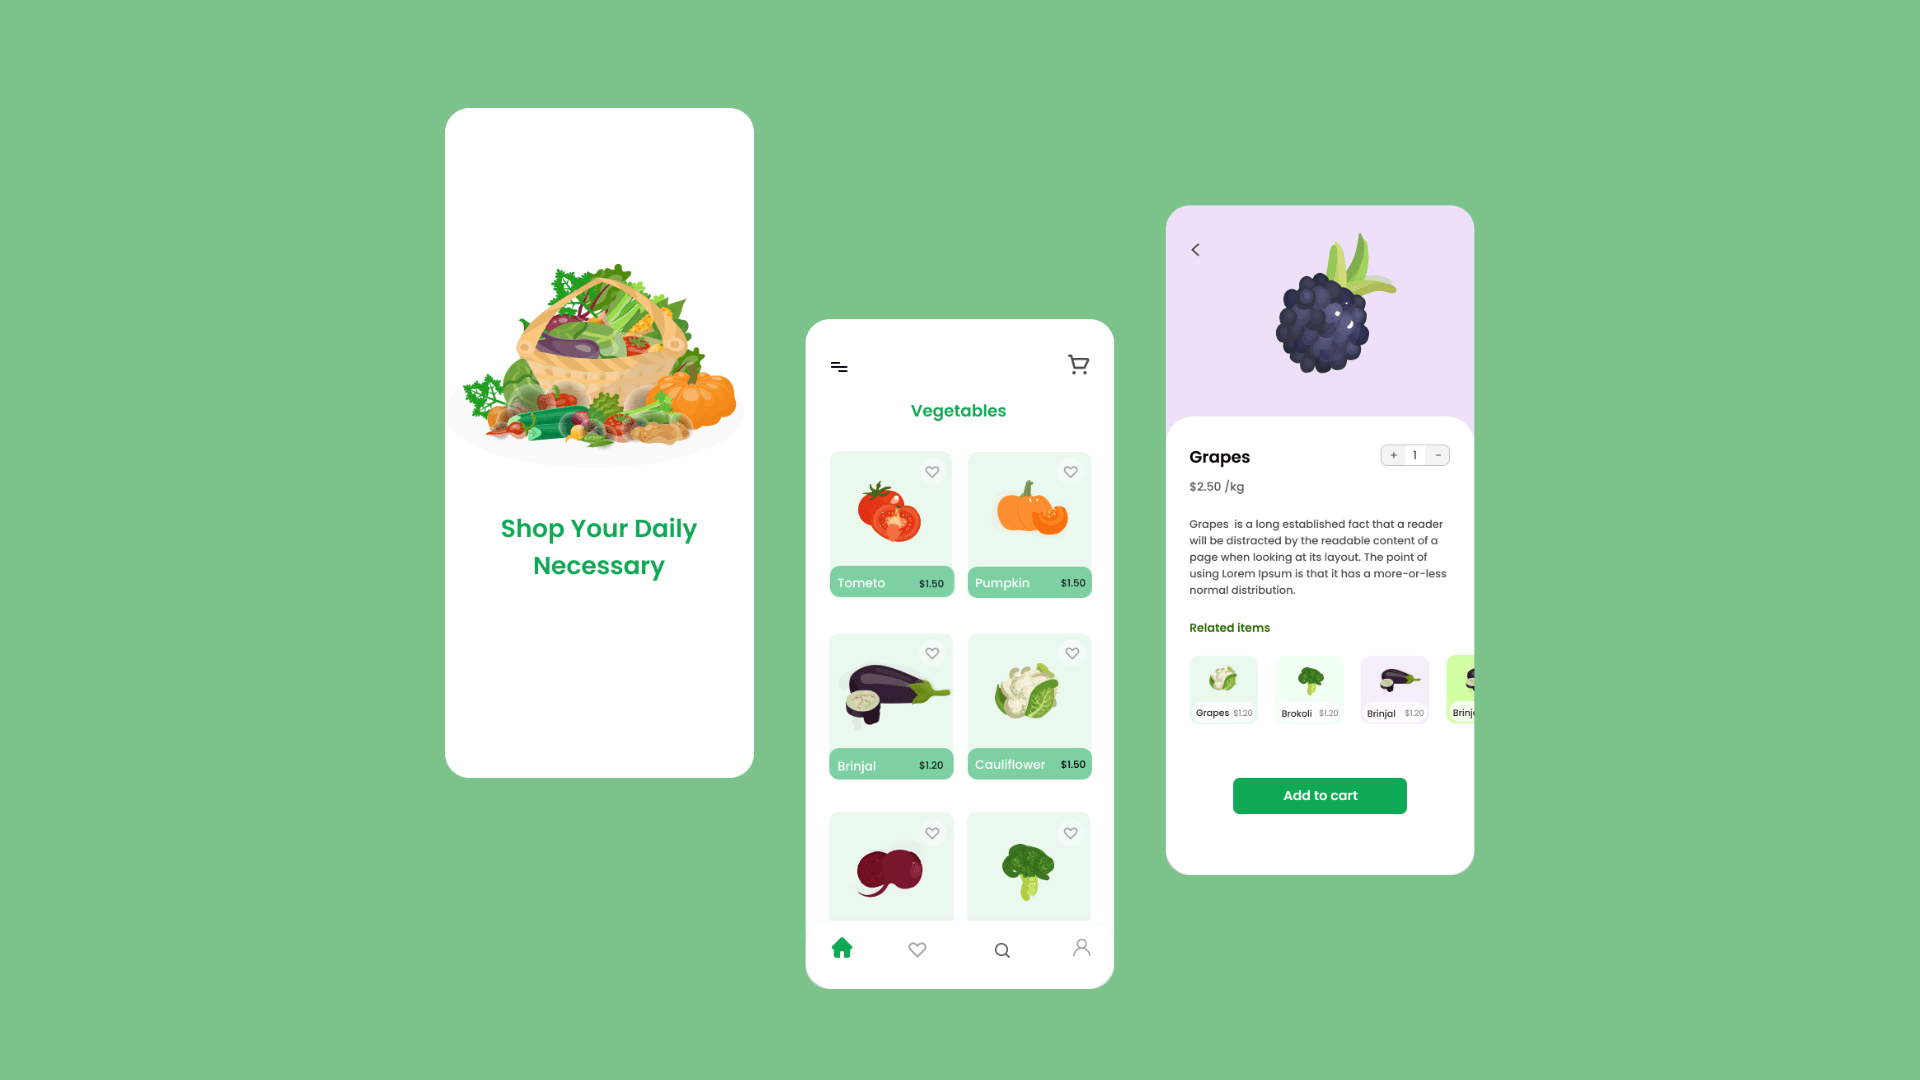 Shop Your Daily
Necessary
Vegetables
Tometo $1.50
Pumpkin $1.50
Brinjal $1.20
Cauliflower $1.50
Grapes
+ 1 -
$2.50 /kg
Grapes is a long established fact that a reader
will be distracted by the readable content of a
page when looking at its layout. The point of
using Lorem Ipsum is that it has a more-or-less
normal distribution.
Related items
Grapes $1.20
Brokoli $1.20
Brinjal $1.20
Brinj
Add to cart